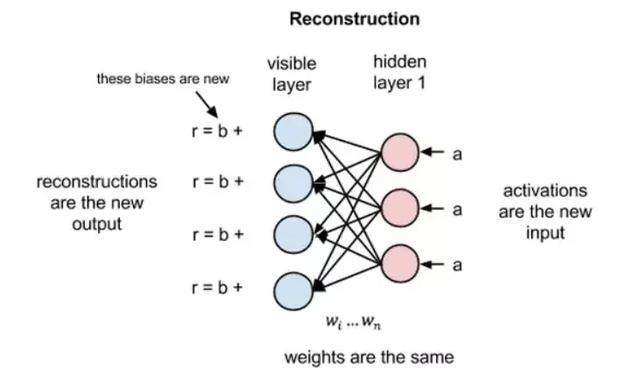 Reconstruction
visible
layer
hidden
layer 1
these biases are new
r = b +
r = b +
r = b +
r = b +
reconstructions
are the new
output
a
a
a
activations
are the new
input
wᵢ ... wₙ
weights are the same